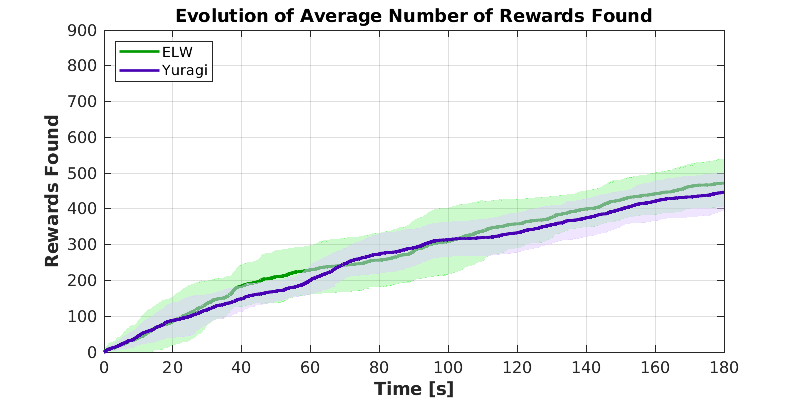 Evolution of Average Number of Rewards Found
ELW
Yuragi
Rewards Found
900
800
700
600
500
400
300
200
100
0
0 20 40 60 80 100 120 140 160 180
Time [s]